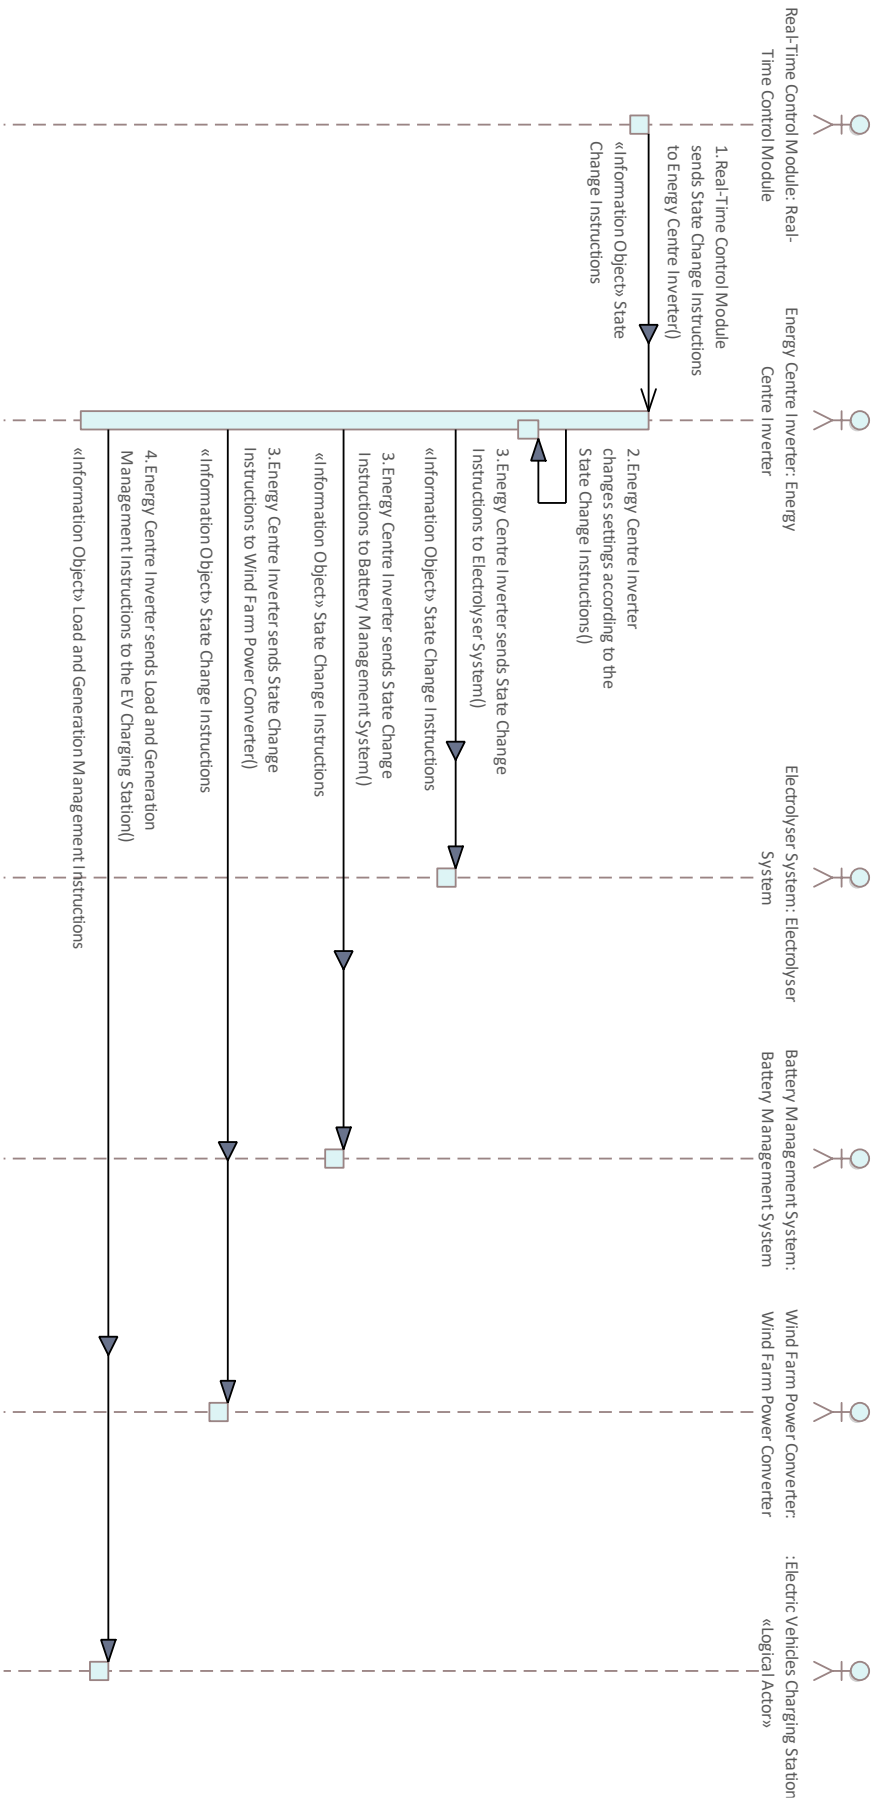 Real-Time Control Module: Real-
Time Control Module
Energy Centre Inverter: Energy
Centre Inverter
Electrolyser System: Electrolyser
System
Battery Management System:
Battery Management System
Wind Farm Power Converter:
Wind Farm Power Converter
:Electric Vehicles Charging Station
«Logical Actor»
1.Real-Time Control Module
sends State Change Instructions
to Energy Centre Inverter()
«Information Object» State
Change Instructions
2.Energy Centre Inverter
changes settings according to the
State Change Instructions()
3.Energy Centre Inverter sends State Change
Instructions to Electrolyser System()
«Information Object» State Change Instructions
3.Energy Centre Inverter sends State Change
Instructions to Battery Management System()
«Information Object» State Change Instructions
3.Energy Centre Inverter sends State Change
Instructions to Wind Farm Power Converter()
«Information Object» State Change Instructions
4.Energy Centre Inverter sends Load and Generation
Management Instructions to the EV Charging Station()
«Information Object» Load and Generation Management Instructions